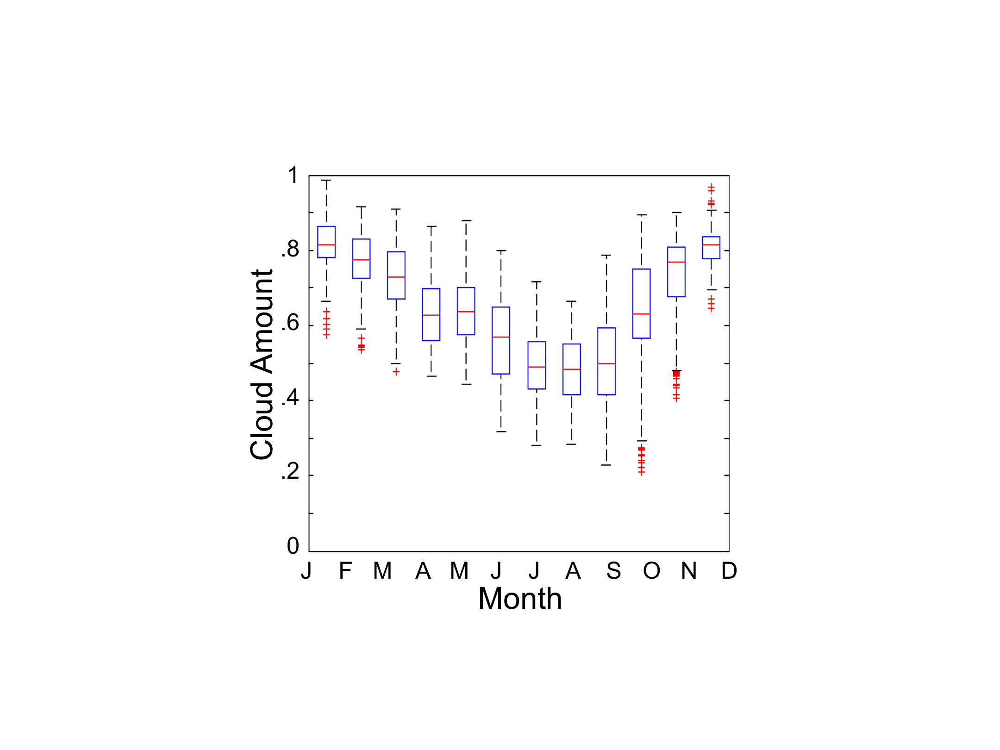 1
.8
.6
.4
.2
0
Cloud Amount
J F M A M J J A S O N D
Month